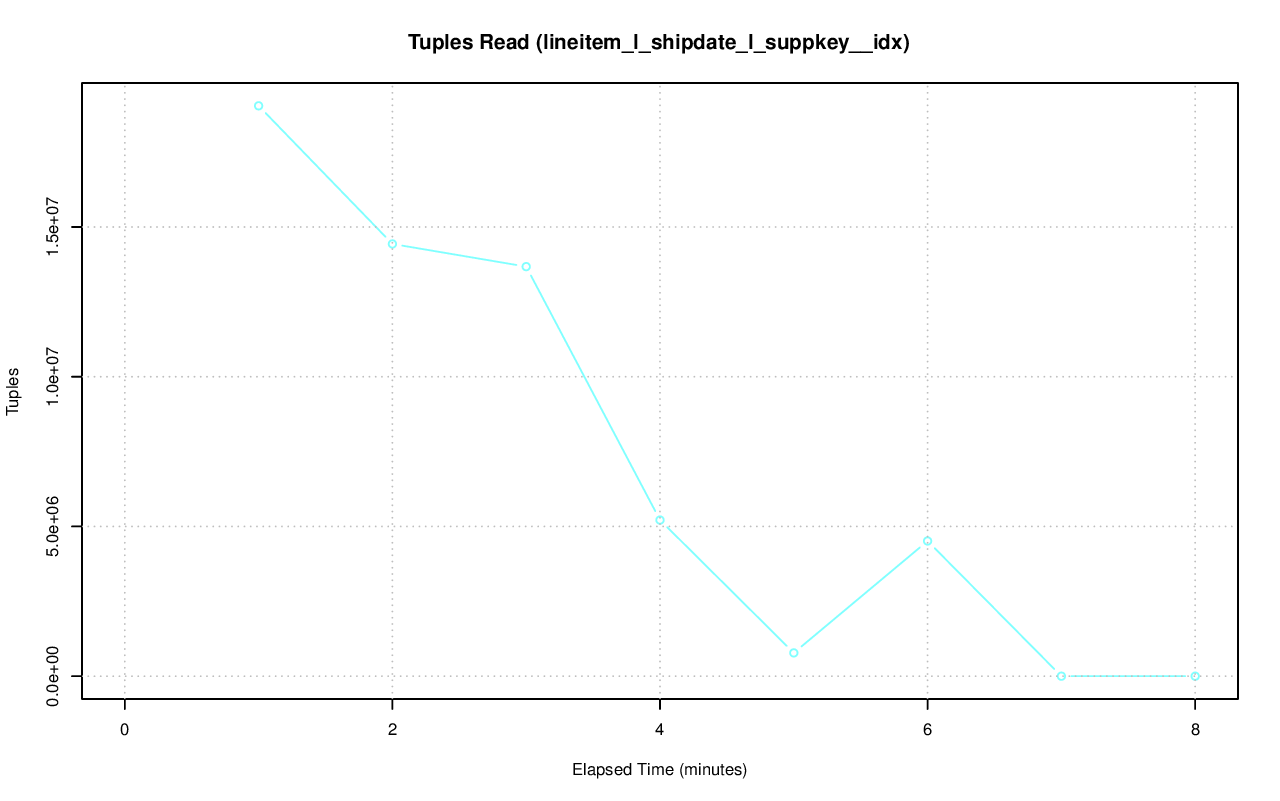 Tuples Read (lineitem_l_shipdate_l_suppkey__idx)
Tuples
1.5e+07
1.0e+07
5.0e+06
0.0e+00
0 2 4 6 8
Elapsed Time (minutes)